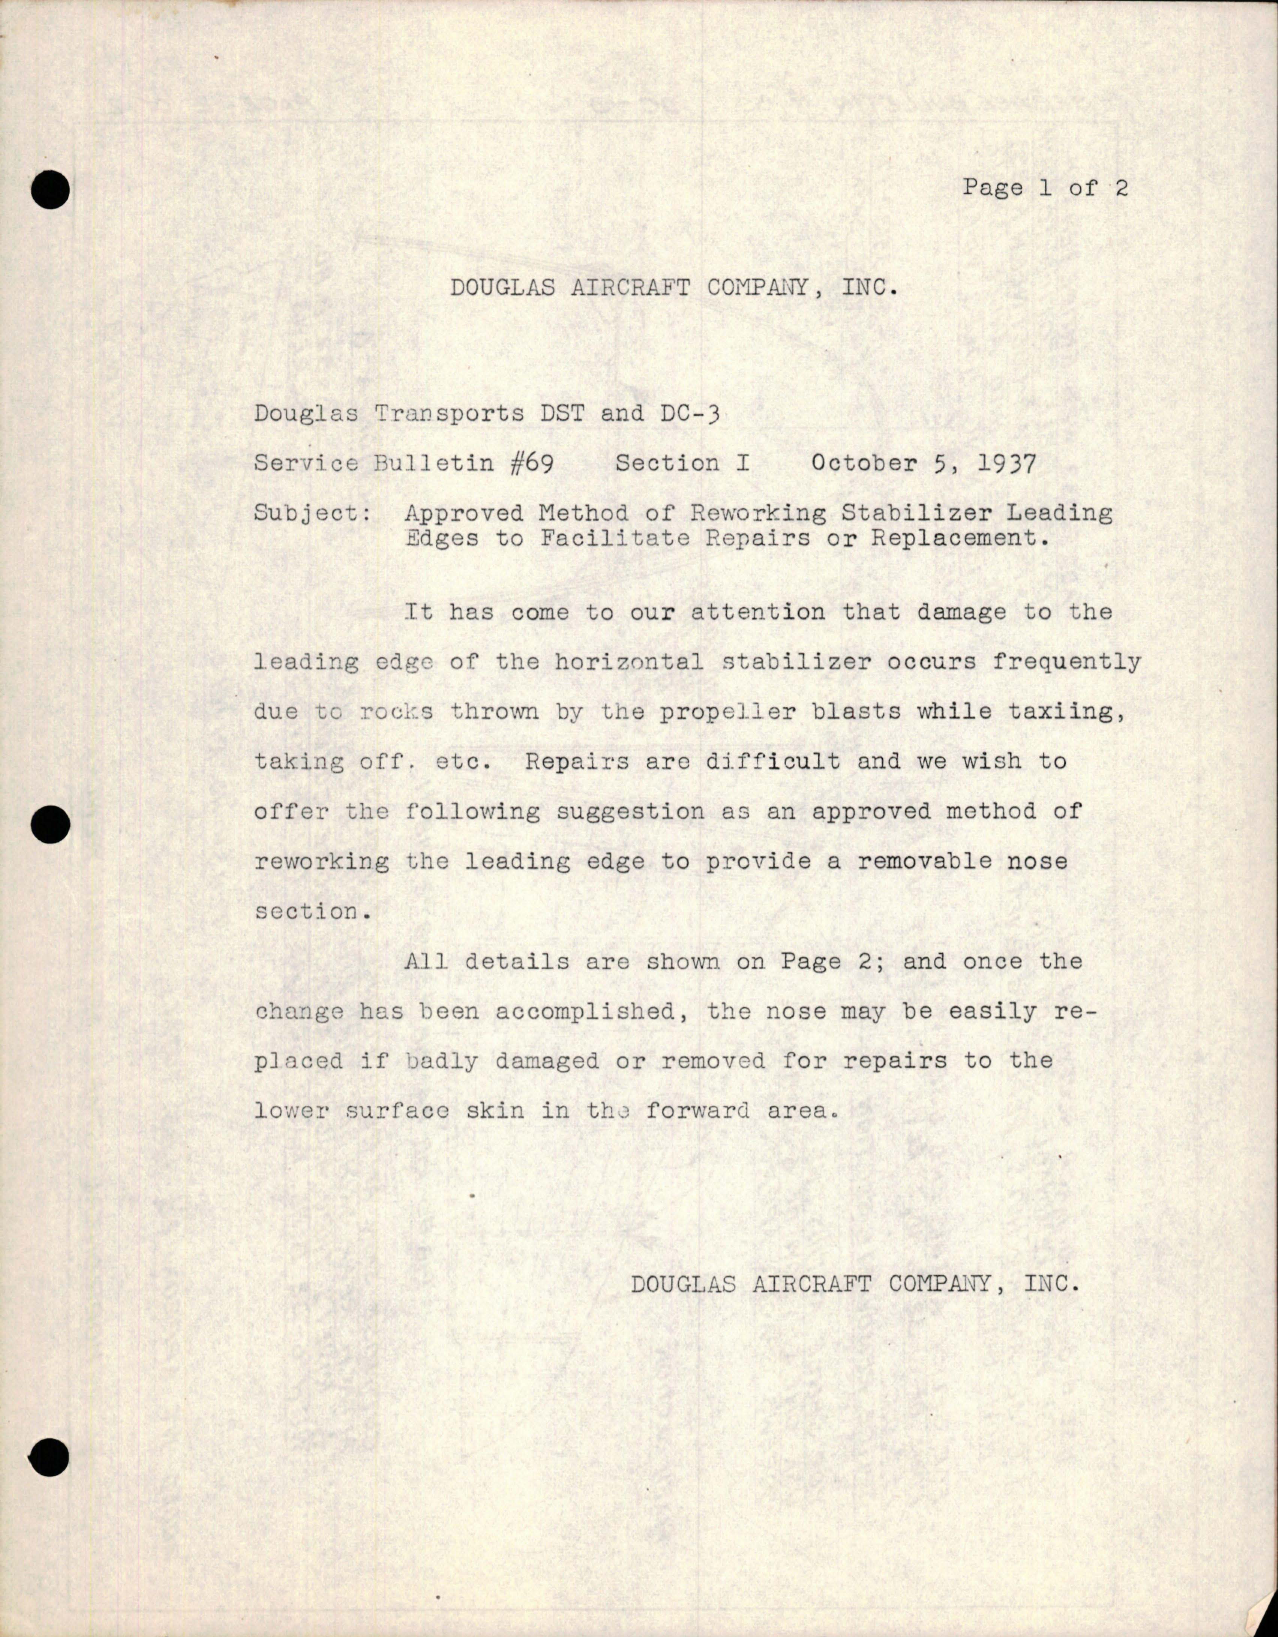 Page 1 of 2
DOUGLAS AIRCRAFT COMPANY, INC.
Douglas Transports DST and DC-3
Service Bulletin #69 Section I October 5, 1937
Subject: Approved Method of Reworking Stabilizer Leading
Edges to Facilitate Repairs or Replacement.
It has come to our attention that damage to the
leading edge of the horizontal stabilizer occurs frequently
due to rocks thrown by the propeller blasts while taxiing,
taking off. etc. Repairs are difficult and we wish to
offer the following suggestion as an approved method of
reworking the leading edge to provide a removable nose
section.
All details are shown on Page 2; and once the
change has been accomplished, the nose may be easily re-
placed if badly damaged or removed for repairs to the
lower surface skin in the forward area.
DOUGLAS AIRCRAFT COMPANY, INC.